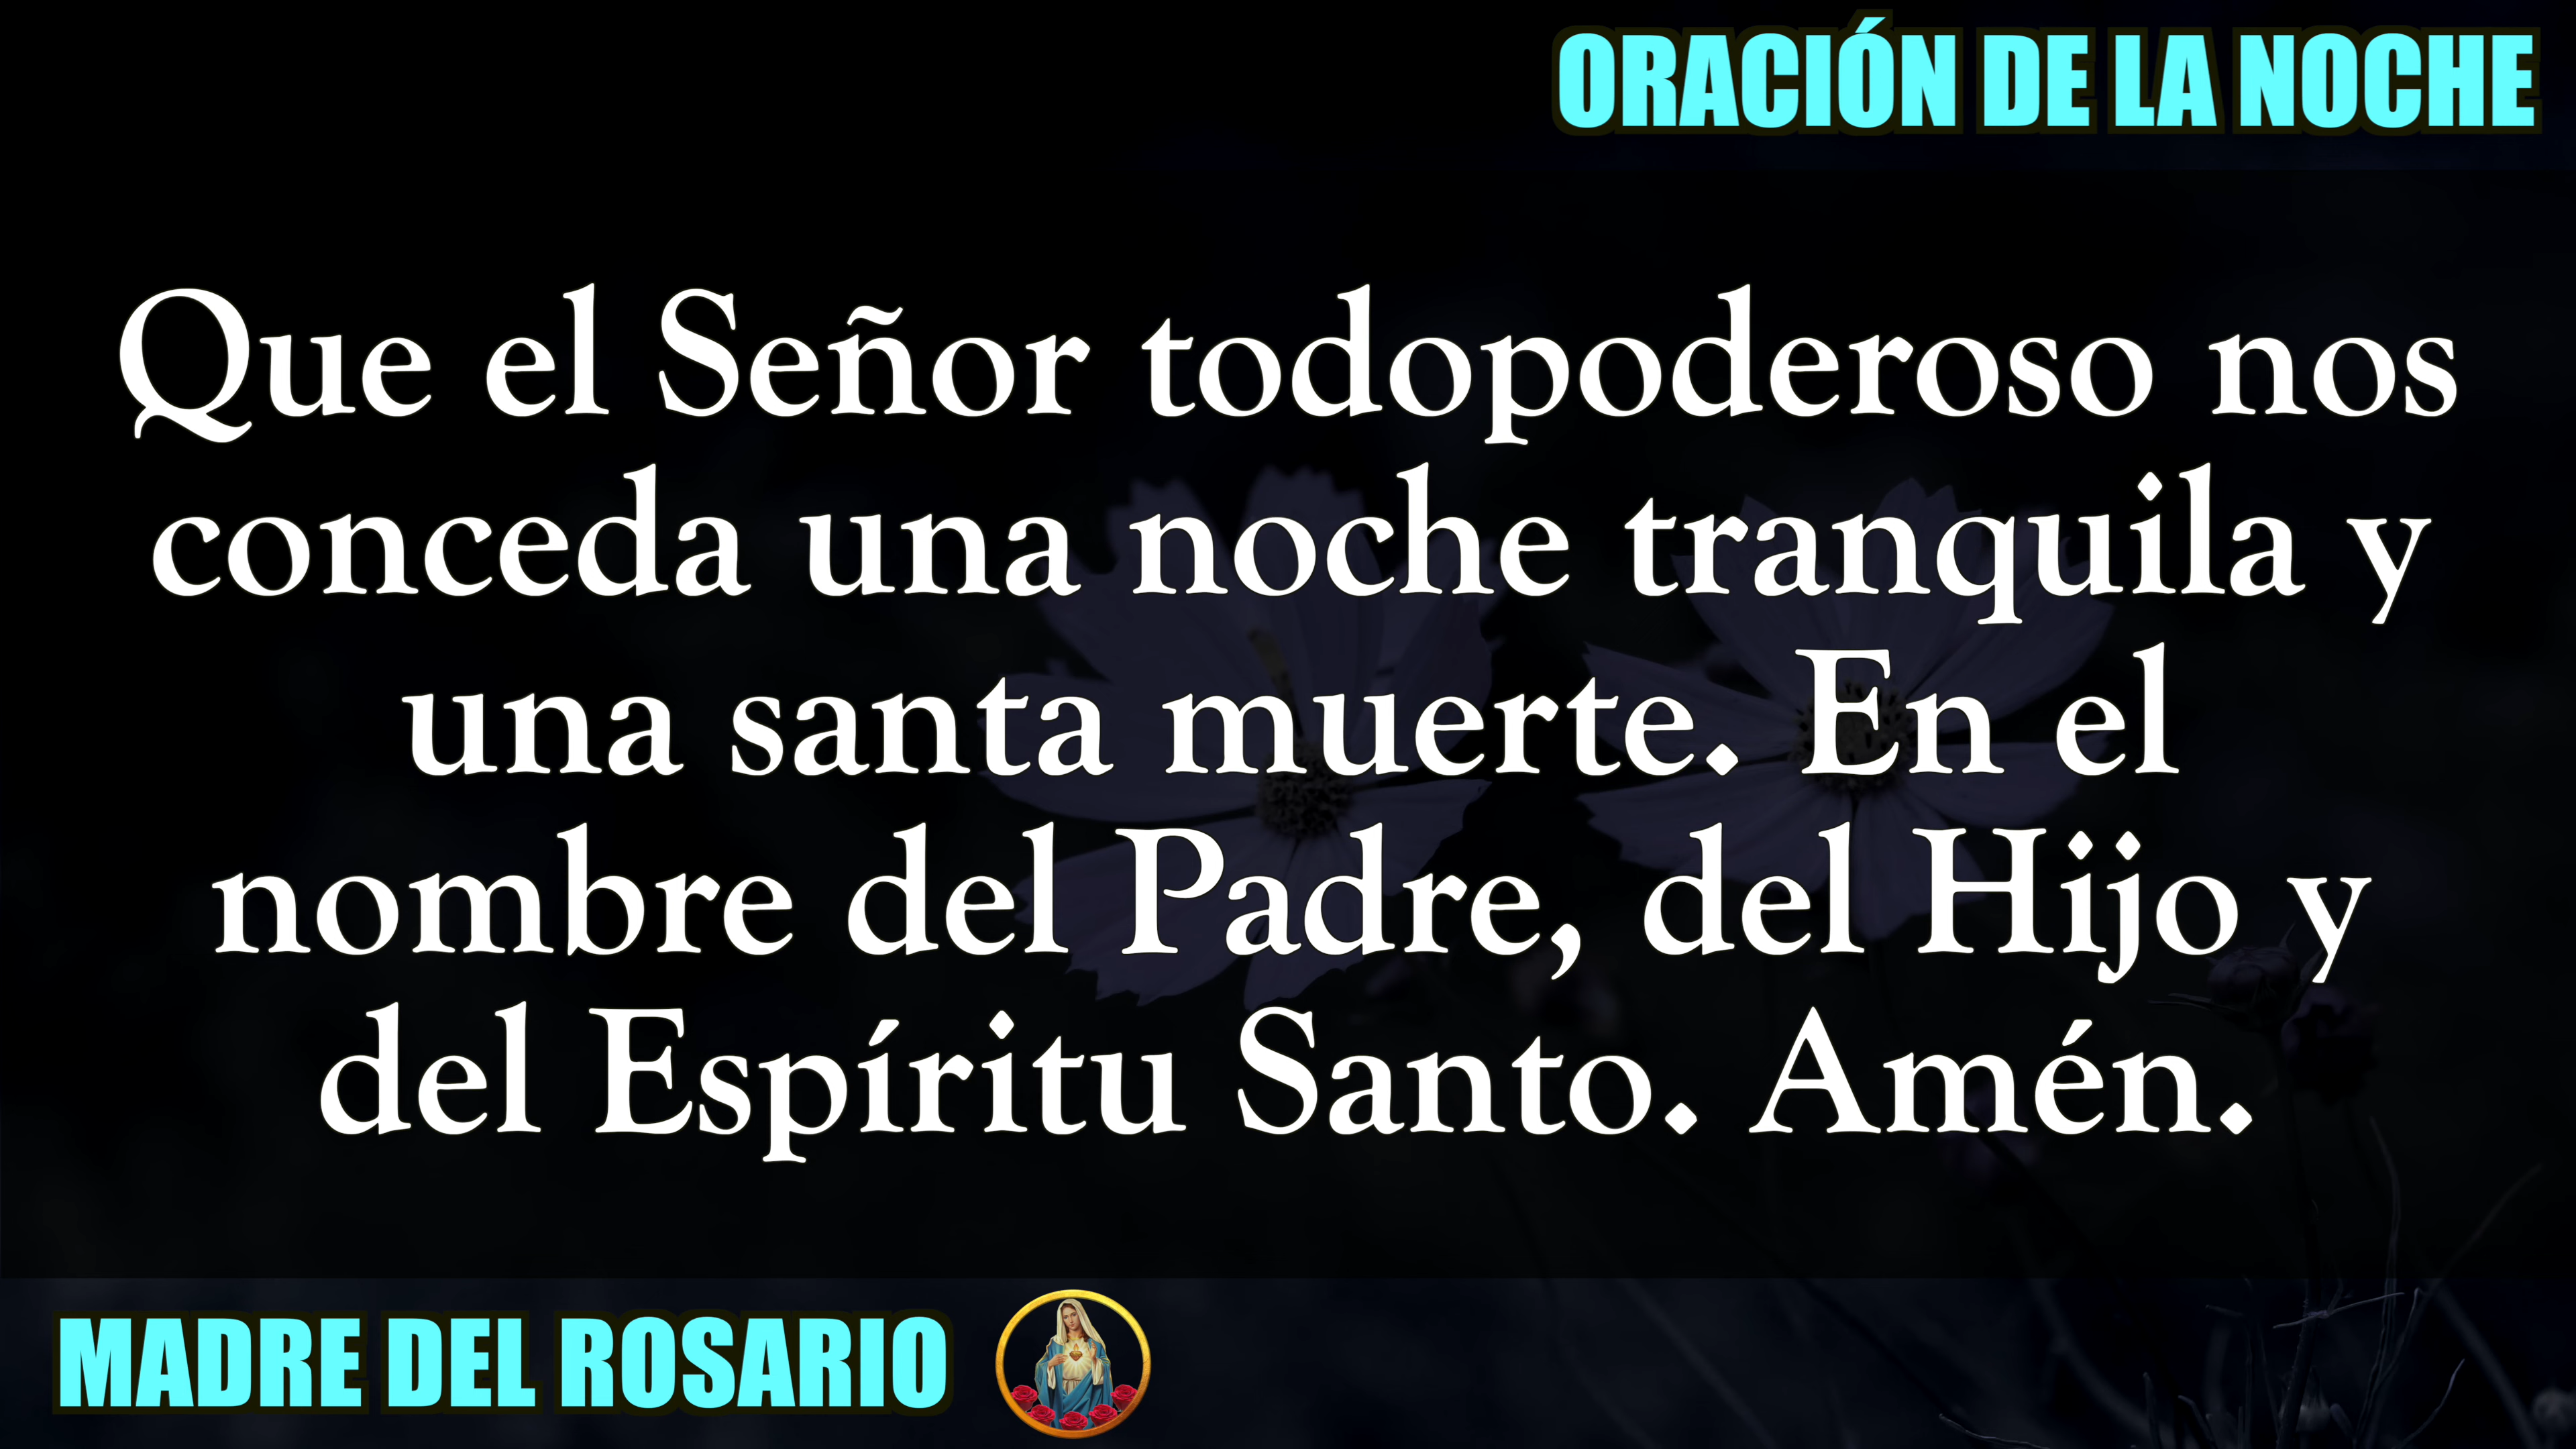 ORACIÓN DE LA NOCHE
Que el Señor todopoderoso nos
conceda una noche tranquila y
una santa muerte. En el
nombre del Padre, del Hijo y
del Espíritu Santo. Amén.
MADRE DEL ROSARIO